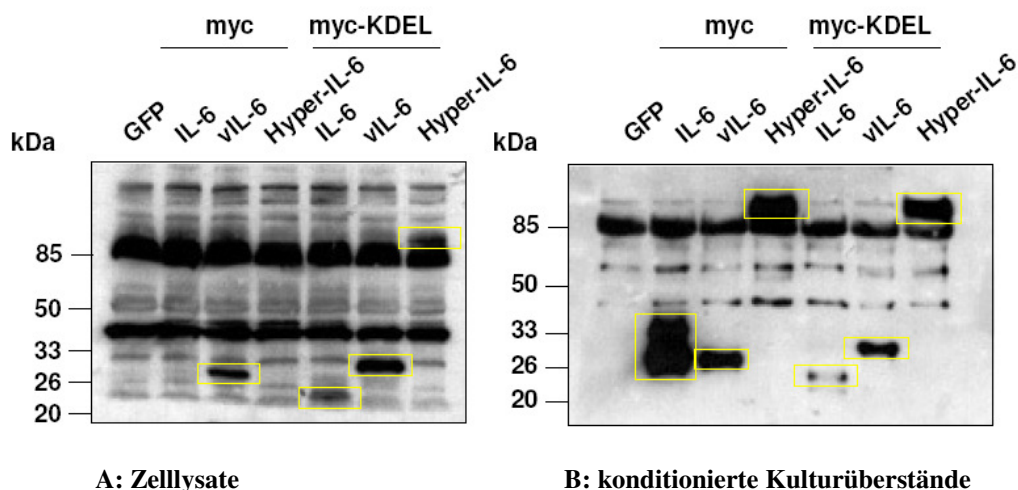 myc myc-KDEL
GFP IL-6 vIL-6 Hyper-IL-6 IL-6 vIL-6 Hyper-IL-6
kDa
85
50
33
26
20
A: Zelllysate
myc myc-KDEL
GFP IL-6 vIL-6 Hyper-IL-6 IL-6 vIL-6 Hyper-IL-6
kDa
85
50
33
26
20
B: konditionierte Kulturüberstände